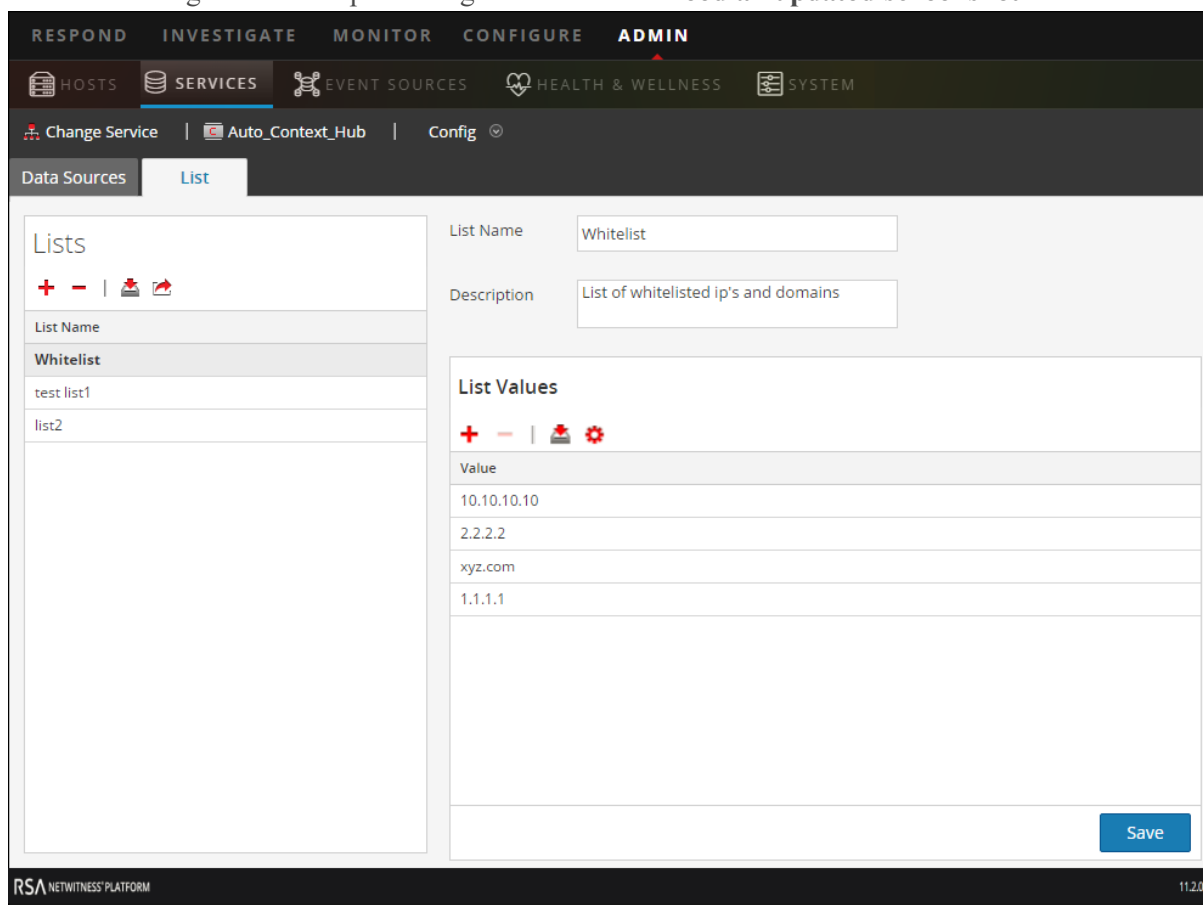 RESPOND INVESTIGATE MONITOR CONFIGURE ADMIN
HOSTS SERVICES EVENT SOURCES HEALTH & WELLNESS SYSTEM
Change Service | Auto_Context_Hub | Config
Data Sources List
Lists
List Name
Whitelist
test list1
list2
List Name Whitelist
Description List of whitelisted ip's and domains
List Values
Value
10.10.10.10
2.2.2.2
xyz.com
1.1.1.1
Save
RSA NETWITNESS® PLATFORM 11.2.0